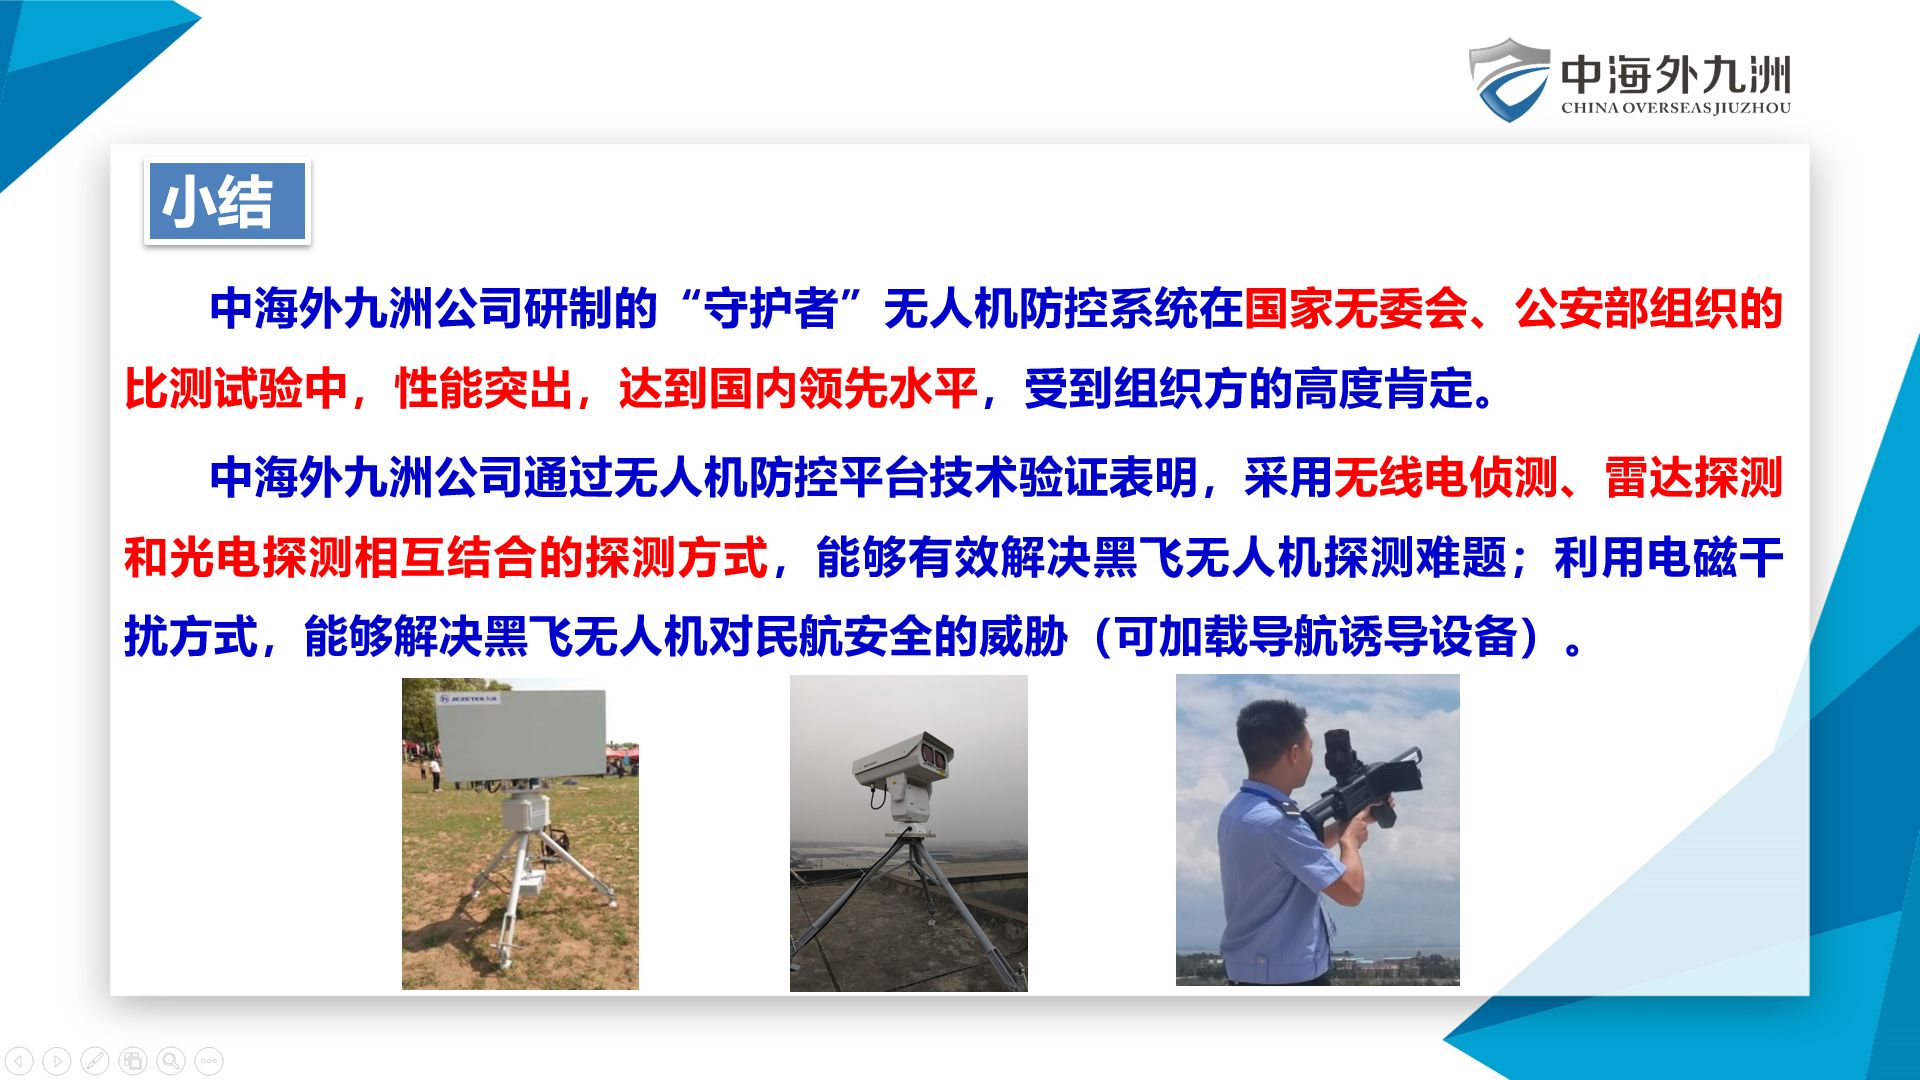 中海外九洲
CHINA OVERSEAS JIUZHOU
小结
中海外九洲公司研制的“守护者”无人机防控系统在国家无委会、公安部组织的
比测试验中，性能突出，达到国内领先水平，受到组织方的高度肯定。
中海外九洲公司通过无人机防控平台技术验证表明，采用无线电侦测、雷达探测
和光电探测相互结合的探测方式，能够有效解决黑飞无人机探测难题；利用电磁干
扰方式，能够解决黑飞无人机对民航安全的威胁（可加载导航诱导设备）。